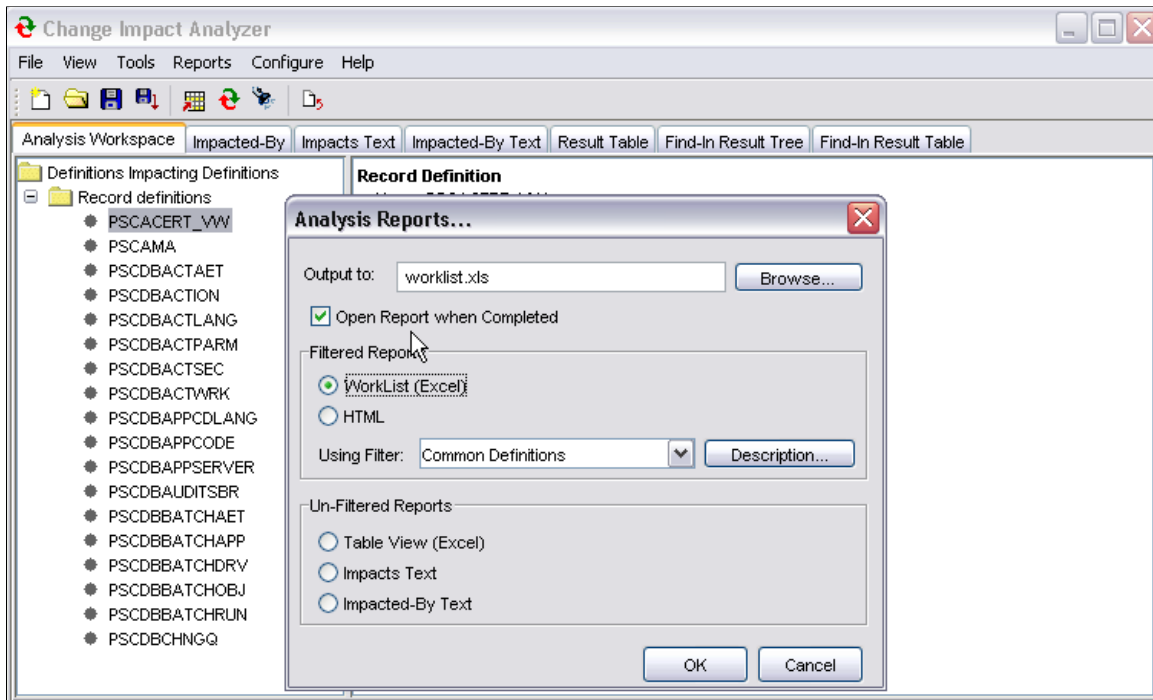 Change Impact Analyzer
File View Tools Reports Configure Help
Analysis Workspace Impacted-By Impacts Text Impacted-By Text Result Table Find-In Result Tree Find-In Result Table
Definitions Impacting Definitions
Record definitions
PSCACERT_VW
PSCAMA
PSCDBACTAET
PSCDBACTION
PSCDBACTLANG
PSCDBACTPARM
PSCDBACTSEC
PSCDBACTWRK
PSCDBAPPCDLANG
PSCDBAPPCODE
PSCDBAPPSERVER
PSCDBAUDITSBR
PSCDBBATCHAET
PSCDBBATCHAPP
PSCDBBATCHDRV
PSCDBBATCHOBJ
PSCDBBATCHRUN
PSCDBCHNGQ
Record Definition
Analysis Reports...
Output to: worklist.xls Browse...
Open Report when Completed
Filtered Reports
WorkList (Excel)
HTML
Using Filter: Common Definitions Description...
Un-Filtered Reports
Table View (Excel)
Impacts Text
Impacted-By Text
OK Cancel